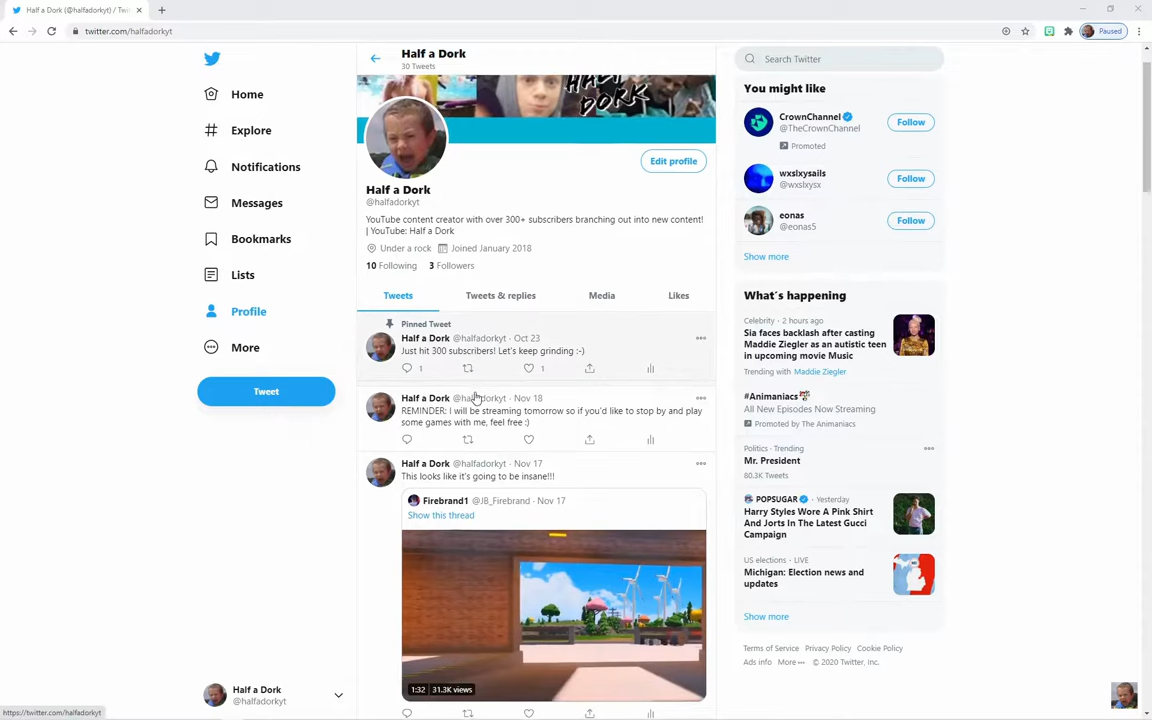 Half a Dork (@halfadorkyt) / Twi
twitter.com/halfadorkyt
Paused
Home
Explore
Notifications
Messages
Bookmarks
Lists
Profile
More
Tweet
Half a Dork
@halfadorkyt
Half a Dork
30 Tweets
HALF
DORK
Edit profile
Half a Dork
@halfadorkyt
YouTube content creator with over 300+ subscribers branching out into new content!
| YouTube: Half a Dork
Under a rock Joined January 2018
10 Following 3 Followers
Tweets Tweets & replies Media Likes
Pinned Tweet
Half a Dork @halfadorkyt · Oct 23
Just hit 300 subscribers! Let's keep grinding :-)
1 1
Half a Dork @halfadorkyt · Nov 18
REMINDER: I will be streaming tomorrow so if you'd like to stop by and play
some games with me, feel free :)
Half a Dork @halfadorkyt · Nov 17
This looks like it's going to be insane!!!
Firebrand1 @JB_Firebrand · Nov 17
Show this thread
1:32 31.3K views
Search Twitter
You might like
CrownChannel
@TheCrownChannel
Follow
Promoted
wxslxysails
@wxslxysx
Follow
eonas
@eonas5
Follow
Show more
What's happening
Celebrity · 2 hours ago
Sia faces backlash after casting
Maddie Ziegler as an autistic teen
in upcoming movie Music
Trending with Maddie Ziegler
#Animaniacs
All New Episodes Now Streaming
Promoted by The Animaniacs
Politics · Trending
Mr. President
80.3K Tweets
POPSUGAR · Yesterday
Harry Styles Wore A Pink Shirt
And Jorts In The Latest Gucci
Campaign
US elections · LIVE
Michigan: Election news and
updates
Show more
Terms of Service Privacy Policy Cookie Policy
Ads info More © 2020 Twitter, Inc.
https://twitter.com/halfadorkyt